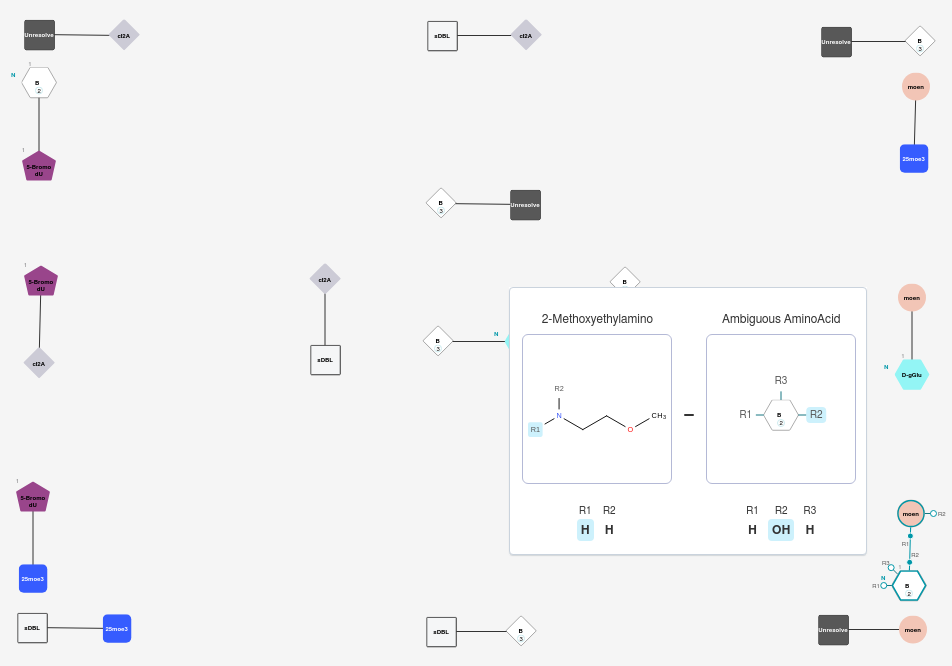 Unresolve
cl2A
sDBL
cl2A
Unresolve
B
3
1
N
B
2
moen
1
5-Bromo
dU
25moe3
B
3
Unresolve
1
5-Bromo
dU
cl2A
B
moen
cl2A
sDBL
B
3
N
1
N
D-gGlu
2-Methoxyethylamino
Ambiguous AminoAcid
R2
R1
N
O
CH3
R3
R1
B
2
R2
R1 R2
H H
R1 R2 R3
H OH H
1
5-Bromo
dU
25moe3
moen
R2
R1
R2
R3
1
N
R1
B
2
sDBL
25moe3
sDBL
B
3
Unresolve
moen